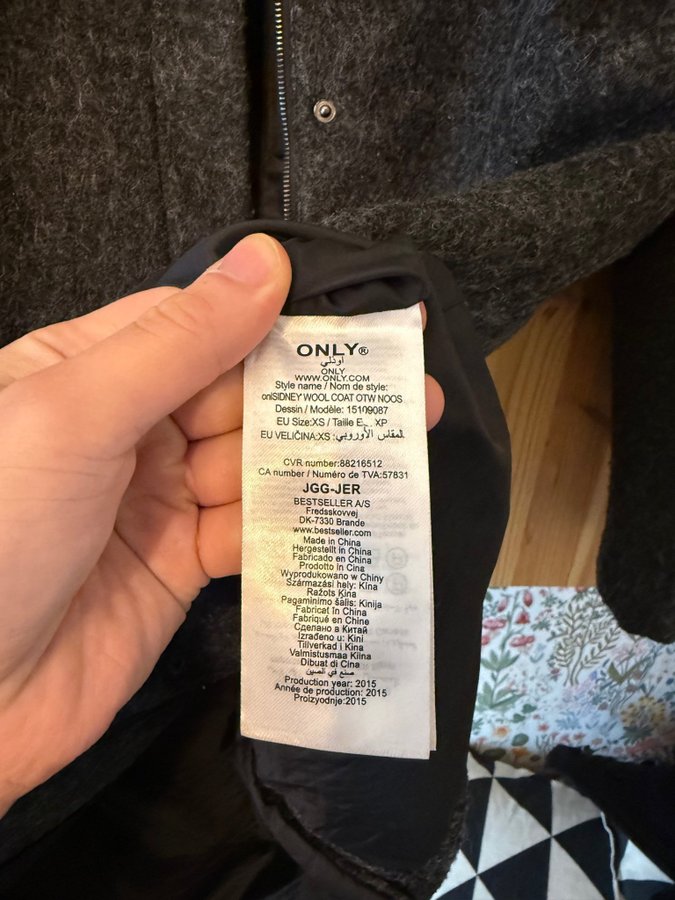 ONLY®
اونلي
ONLY
WWW.ONLY.COM
Style name / Nom de style:
onlSIDNEY WOOL COAT OTW NOOS
Dessin / Modèle: 15109087
EU Size:XS / Taille E_ XP
EU VELIČINA:XS :المقاس الأوروبي
CVR number:88216512
CA number / Numéro de TVA:57831
JGG-JER
BESTSELLER A/S
Fredsskovvej
DK-7330 Brande
www.bestseller.com
Made in China
Hergestellt in China
Fabricado en China
Prodotto in Cina
Wyprodukowano w Chiny
Származási hely: Kína
Ražots Ķīna
Pagaminimo šalis: Kinija
Fabricat în China
Fabriqué en Chine
Сделано в Китай
Izrađeno u: Kini
Tillverkad i Kina
Valmistusmaa Kiina
Dibuat di Cina
صنع في الصين
Production year: 2015
Année de production: 2015
Proizvodnje:2015